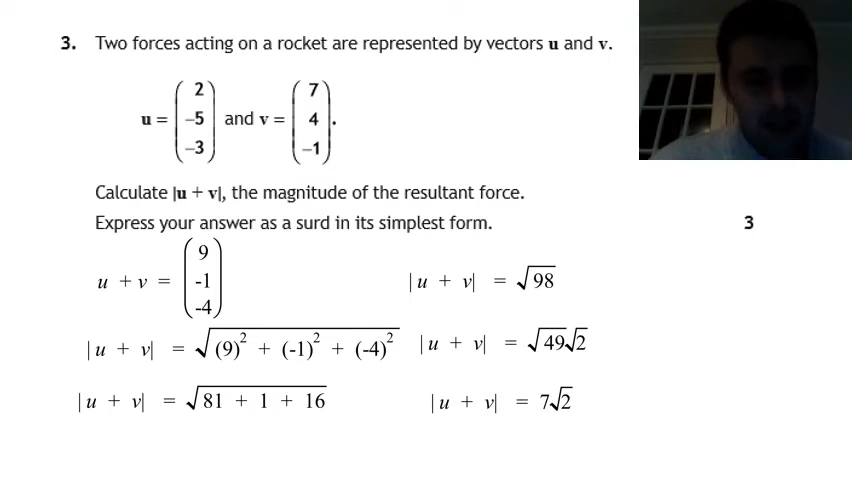 3. Two forces acting on a rocket are represented by vectors u and v.
u = ( 2 -5 -3 ) and v = ( 7 4 -1 ).
Calculate |u + v|, the magnitude of the resultant force.
Express your answer as a surd in its simplest form. 3
u + v = ( 9 -1 -4 )
|u + v| = √((9)² + (-1)² + (-4)²)
|u + v| = √(81 + 1 + 16)
|u + v| = √98
|u + v| = √49√2
|u + v| = 7√2